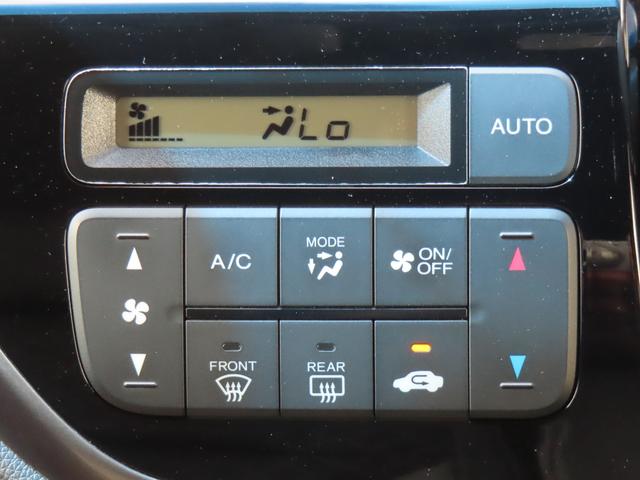 Lo
AUTO
A/C
MODE
ON/
OFF
FRONT
REAR